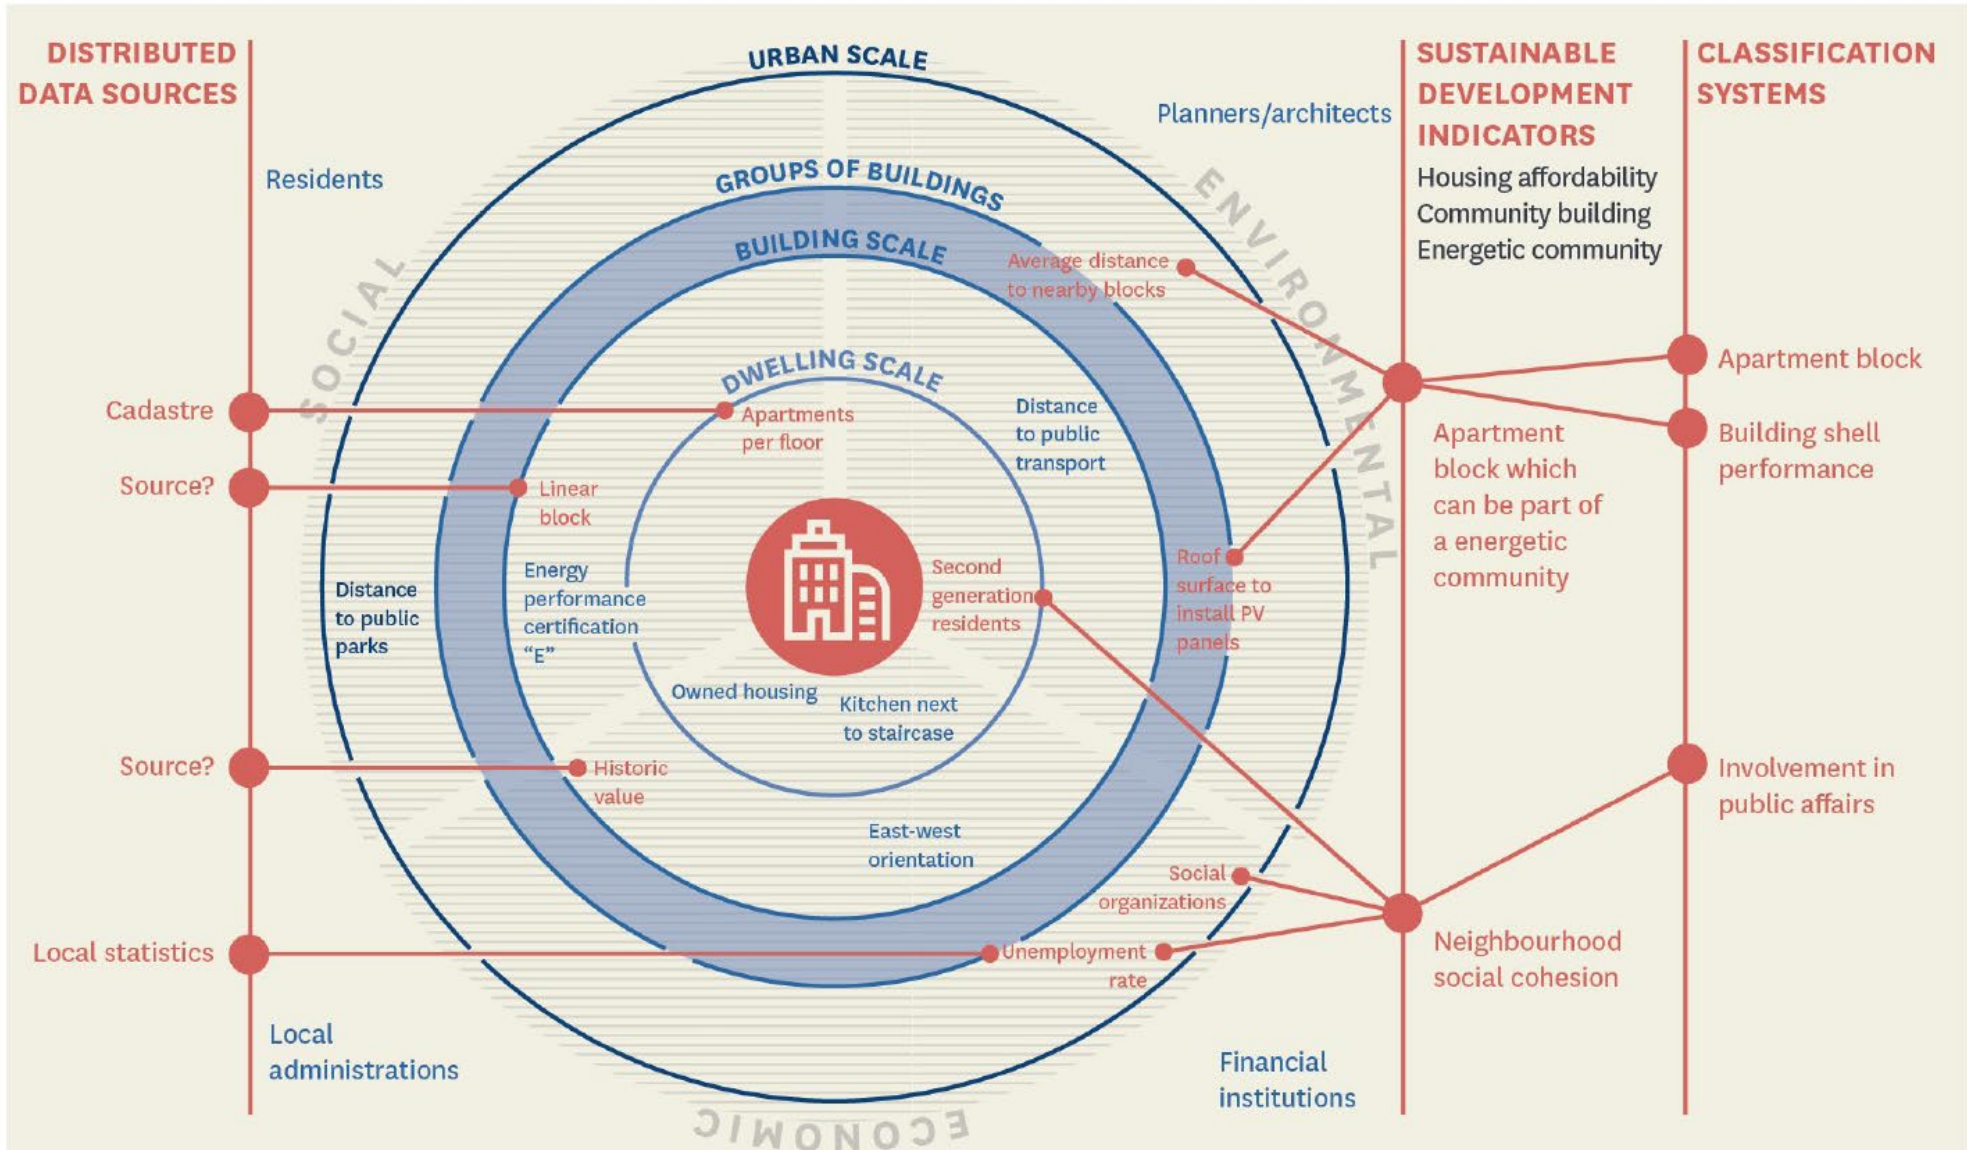 DISTRIBUTED
DATA SOURCES
Residents
Cadastre
Source?
Source?
Local statistics
Local
administrations
SOCIAL
ENVIRONMENTAL
ECONOMIC
URBAN SCALE
GROUPS OF BUILDINGS
BUILDING SCALE
DWELLING SCALE
Average distance
to nearby blocks
Apartments
per floor
Distance
to public
transport
Linear
block
Energy
performance
certification
“E”
Distance
to public
parks
Second
generation
residents
Roof
surface to
install PV
panels
Owned housing
Kitchen next
to staircase
Historic
value
East-west
orientation
Social
organizations
Unemployment
rate
Planners/architects
Financial
institutions
SUSTAINABLE
DEVELOPMENT
INDICATORS
Housing affordability
Community building
Energetic community
Apartment
block which
can be part of
a energetic
community
Neighbourhood
social cohesion
CLASSIFICATION
SYSTEMS
Apartment block
Building shell
performance
Involvement in
public affairs